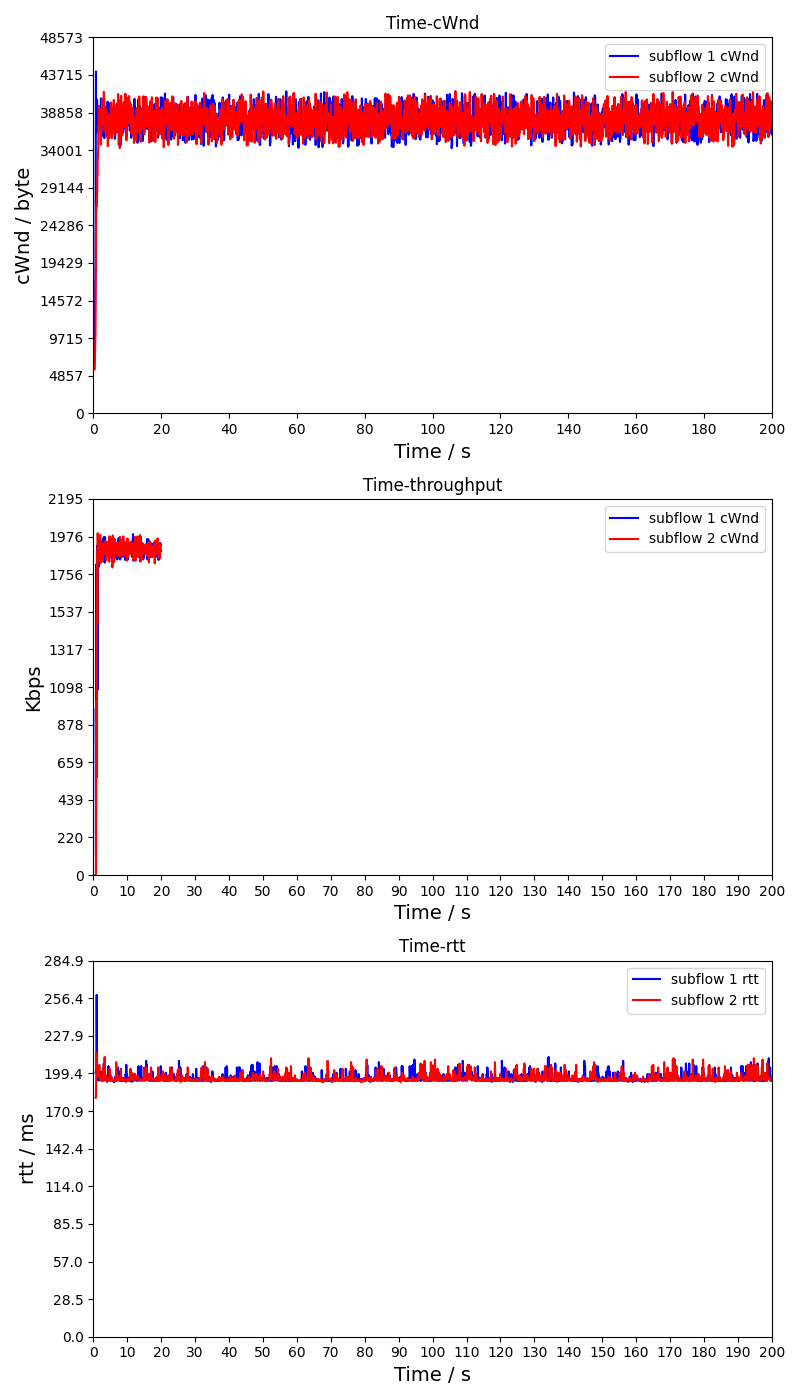 Time-cWnd
48573
43715
38858
34001
29144
24286
19429
14572
9715
4857
0
cWnd / byte
subflow 1 cWnd
subflow 2 cWnd
0 20 40 60 80 100 120 140 160 180 200
Time / s
Time-throughput
2195
1976
1756
1537
1317
1098
878
659
439
220
0
Kbps
subflow 1 cWnd
subflow 2 cWnd
0 10 20 30 40 50 60 70 80 90 100 110 120 130 140 150 160 170 180 190 200
Time / s
Time-rtt
284.9
256.4
227.9
199.4
170.9
142.4
114.0
85.5
57.0
28.5
0.0
rtt / ms
subflow 1 rtt
subflow 2 rtt
0 10 20 30 40 50 60 70 80 90 100 110 120 130 140 150 160 170 180 190 200
Time / s